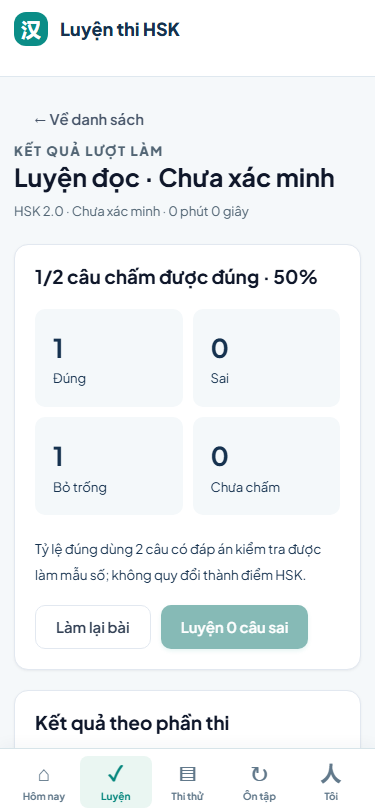 汉 Luyện thi HSK
← Về danh sách
KẾT QUẢ LƯỢT LÀM
Luyện đọc · Chưa xác minh
HSK 2.0 · Chưa xác minh · 0 phút 0 giây
1/2 câu chấm được đúng · 50%
1 0
Đúng Sai
1 0
Bỏ trống Chưa chấm
Tỷ lệ đúng dùng 2 câu có đáp án kiểm tra được
làm mẫu số; không quy đổi thành điểm HSK.
Làm lại bài Luyện 0 câu sai
Kết quả theo phần thi
Hôm nay Luyện Thi thử Ôn tập 人 Tôi